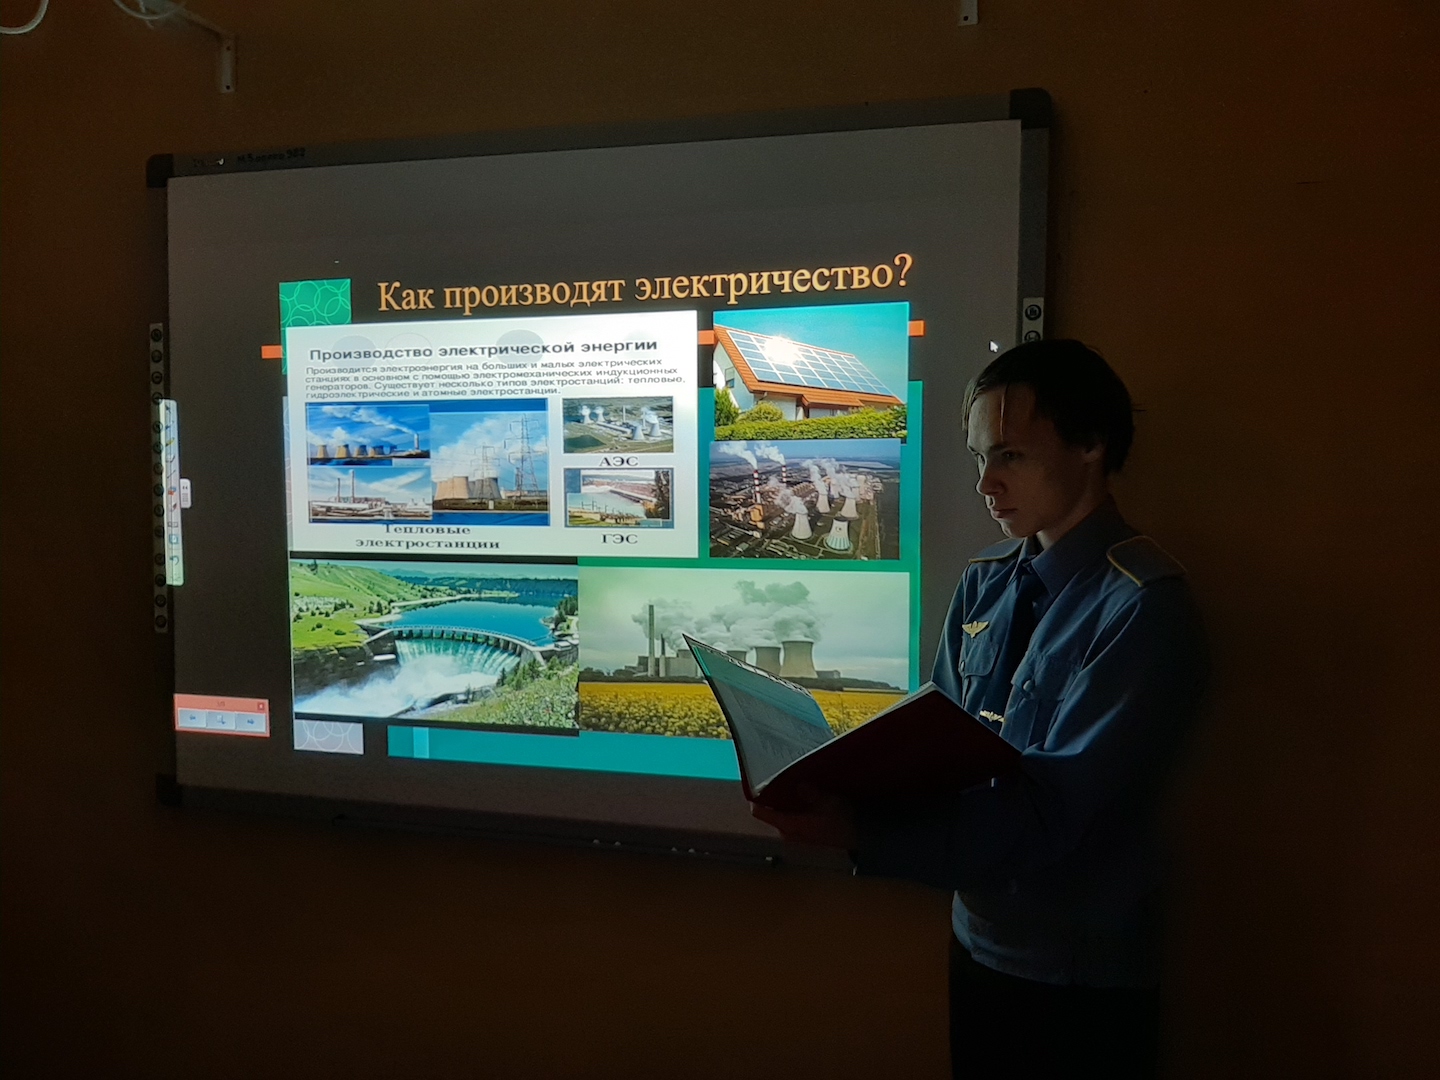 Как производят электричество?
Производство электрической энергии
Производится электроэнергия на больших и малых электрических
станциях в основном с помощью электромеханических индукционных
генераторов. Существует несколько типов электростанций: тепловые,
гидроэлектрические и атомные электростанции.
АЭС
Тепловые
электростанции
ГЭС